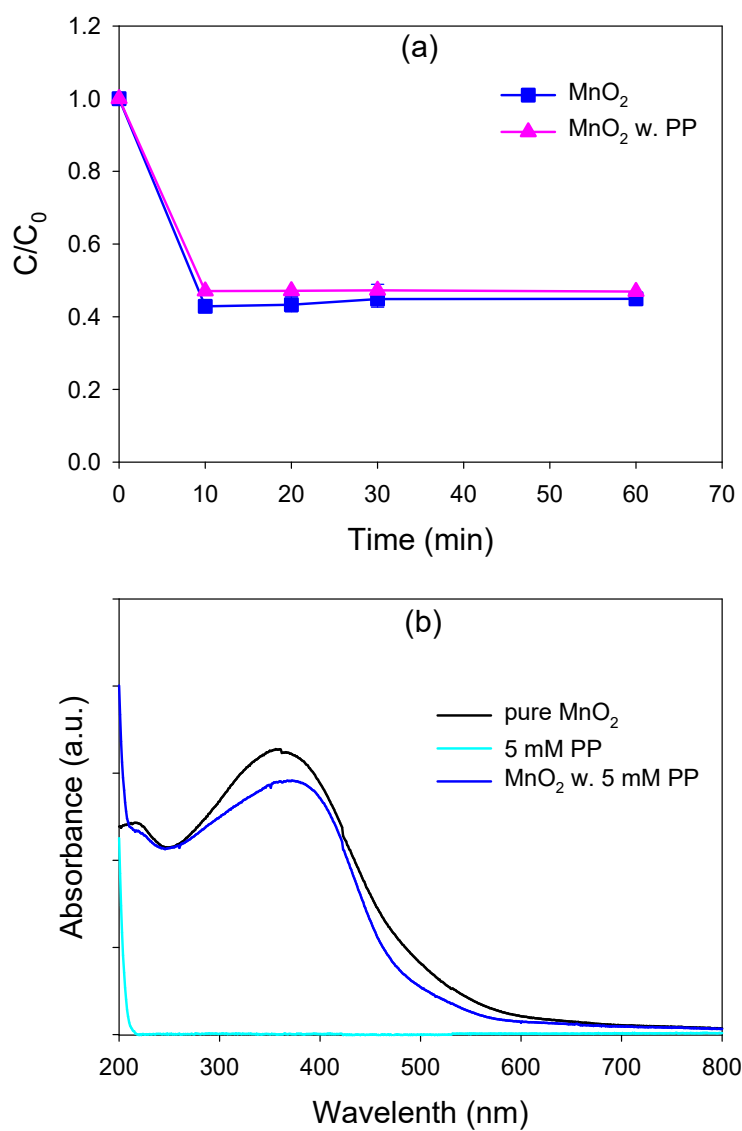 (a)
MnO₂
MnO₂ w. PP
C/C₀
1.2
1.0
0.8
0.6
0.4
0.2
0.0
0 10 20 30 40 50 60 70
Time (min)
(b)
pure MnO₂
5 mM PP
MnO₂ w. 5 mM PP
Absorbance (a.u.)
200 300 400 500 600 700 800
Wavelenth (nm)